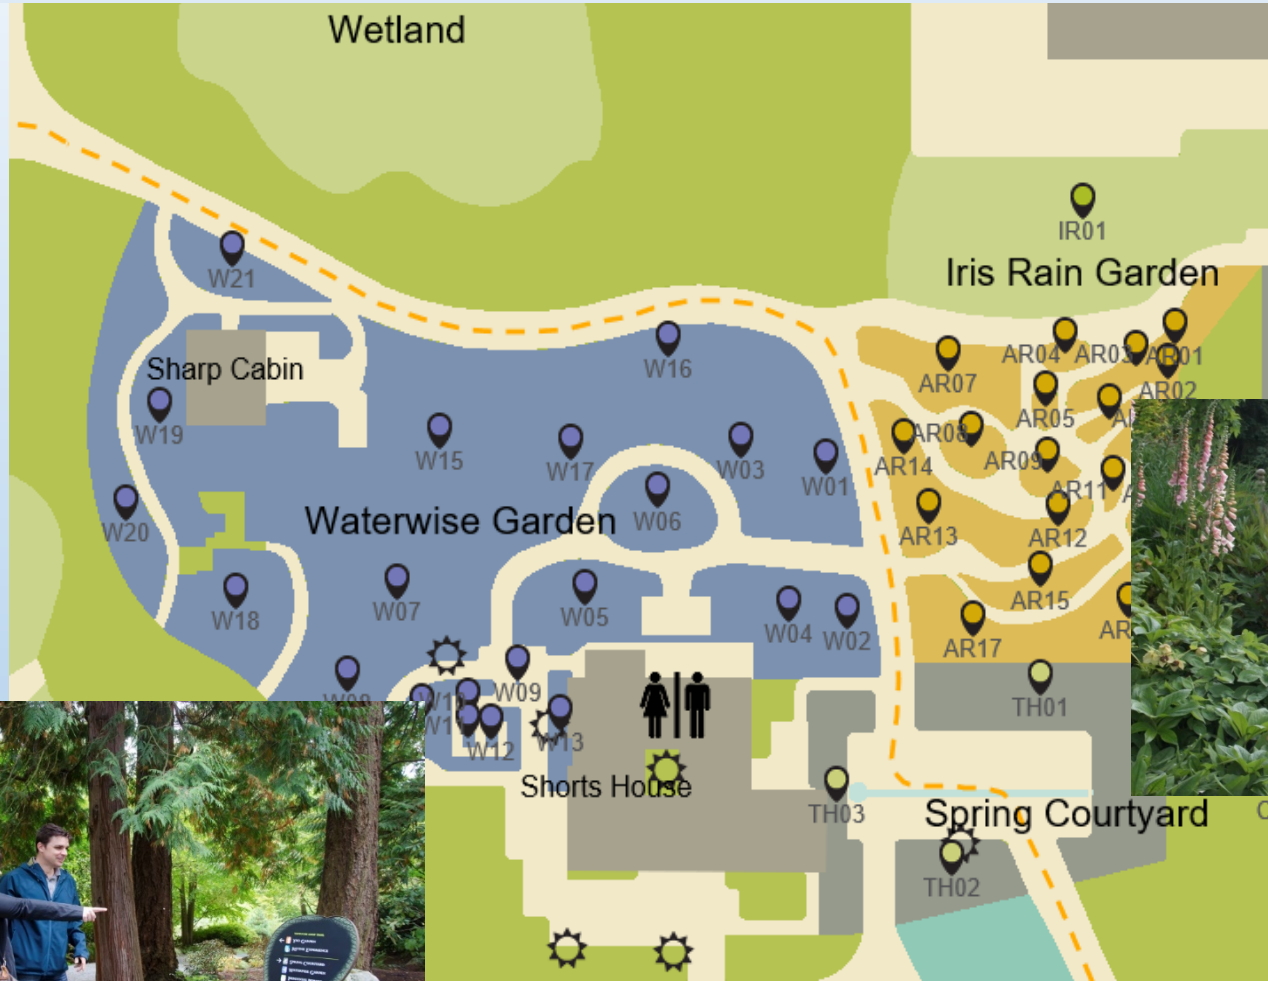 Wetland
IR01
Iris Rain Garden
W21
Sharp Cabin
W16
AR04
AR03
AR01
AR07
AR02
AR05
W19
AR08
W15
W17
W03
W01
AR14
AR09
AR11
W20
Waterwise Garden
W06
AR13
AR12
W18
W07
W05
W04
W02
AR15
AR17
W09
TH01
W12
W13
Shorts House
TH03
Spring Courtyard
TH02